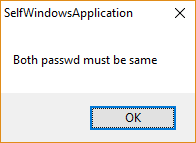 SelfWindowsApplication
Both passwd must be same
OK